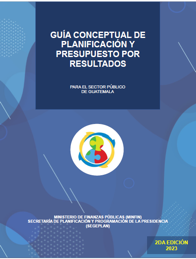 GUÍA CONCEPTUAL DE
PLANIFICACIÓN Y
PRESUPUESTO POR
RESULTADOS
PARA EL SECTOR PÚBLICO
DE GUATEMALA
MINISTERIO DE FINANZAS PÚBLICAS (MINFIN)
SECRETARÍA DE PLANIFICACIÓN Y PROGRAMACIÓN DE LA PRESIDENCIA
(SEGEPLAN)
2DA EDICIÓN
2023